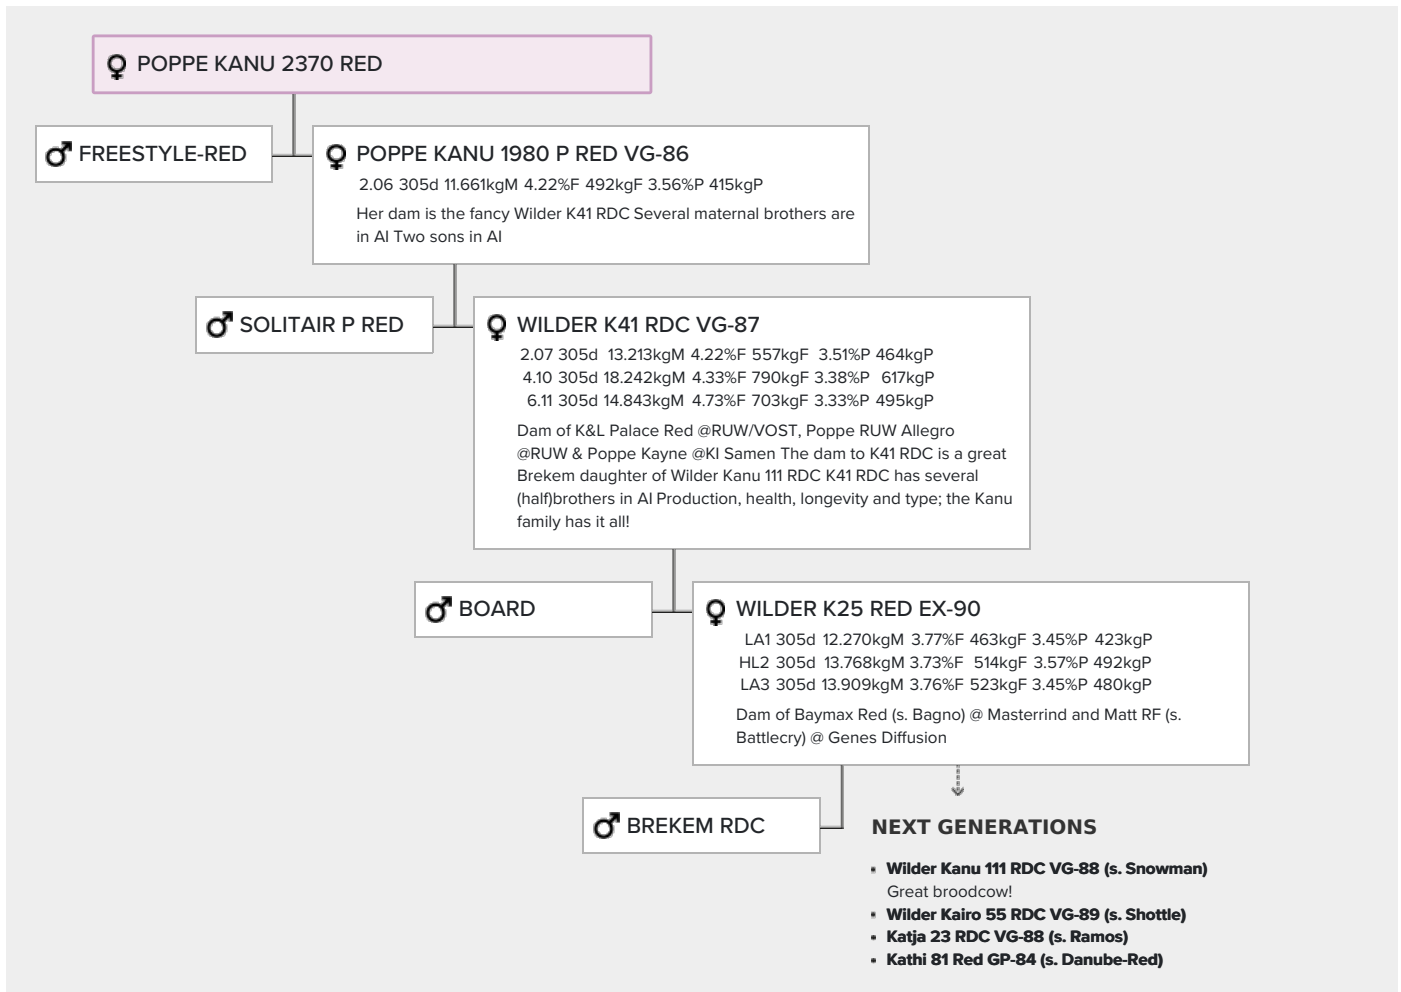 POPPE KANU 2370 RED
FREESTYLE-RED
POPPE KANU 1980 P RED VG-86
2.06 305d 11.661kgM 4.22%F 492kgF 3.56%P 415kgP
Her dam is the fancy Wilder K41 RDC Several maternal brothers are
in AI Two sons in AI
SOLITAIR P RED
WILDER K41 RDC VG-87
2.07 305d 13.213kgM 4.22%F 557kgF 3.51%P 464kgP
4.10 305d 18.242kgM 4.33%F 790kgF 3.38%P 617kgP
6.11 305d 14.843kgM 4.73%F 703kgF 3.33%P 495kgP
Dam of K&L Palace Red @RUW/VOST, Poppe RUW Allegro
@RUW & Poppe Kayne @KI Samen The dam to K41 RDC is a great
Brekem daughter of Wilder Kanu 111 RDC K41 RDC has several
(half)brothers in AI Production, health, longevity and type; the Kanu
family has it all!
BOARD
WILDER K25 RED EX-90
LA1 305d 12.270kgM 3.77%F 463kgF 3.45%P 423kgP
HL2 305d 13.768kgM 3.73%F 514kgF 3.57%P 492kgP
LA3 305d 13.909kgM 3.76%F 523kgF 3.45%P 480kgP
Dam of Baymax Red (s. Bagno) @ Masterrind and Matt RF (s.
Battlecry) @ Genes Diffusion
BREKEM RDC
NEXT GENERATIONS
Wilder Kanu 111 RDC VG-88 (s. Snowman)
Great broodcow!
Wilder Kairo 55 RDC VG-89 (s. Shottle)
Katja 23 RDC VG-88 (s. Ramos)
Kathi 81 Red GP-84 (s. Danube-Red)